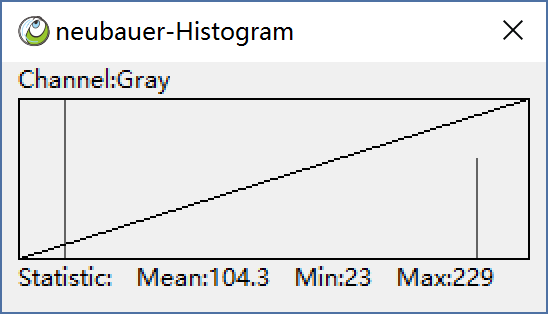 neubauer-Histogram
Channel:Gray
Statistic: Mean:104.3 Min:23 Max:229